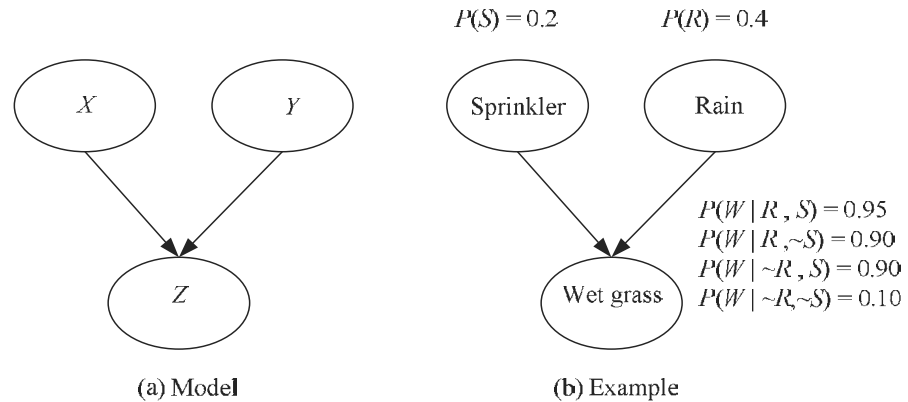 P(S) = 0.2
P(R) = 0.4
X
Y
Sprinkler
Rain
P(W | R , S) = 0.95
P(W | R ,~S) = 0.90
P(W | ~R , S) = 0.90
P(W | ~R,~S) = 0.10
Z
Wet grass
(a) Model
(b) Example